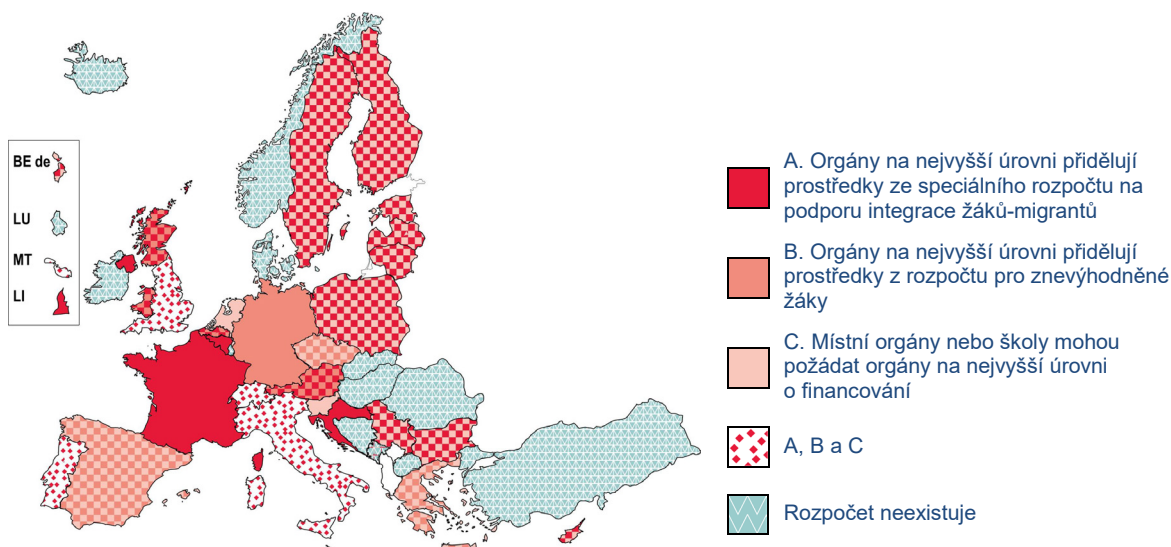 BE de
LU
MT
LI
A. Orgány na nejvyšší úrovni přidělují
prostředky ze speciálního rozpočtu na
podporu integrace žáků-migrantů
B. Orgány na nejvyšší úrovni přidělují
prostředky z rozpočtu pro znevýhodněné
žáky
C. Místní orgány nebo školy mohou
požádat orgány na nejvyšší úrovni
o financování
A, B a C
Rozpočet neexistuje